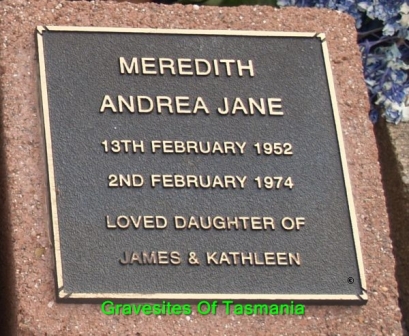 MEREDITH
ANDREA JANE
13TH FEBRUARY 1952
2ND FEBRUARY 1974
LOVED DAUGHTER OF
JAMES & KATHLEEN
Gravesites Of Tasmania